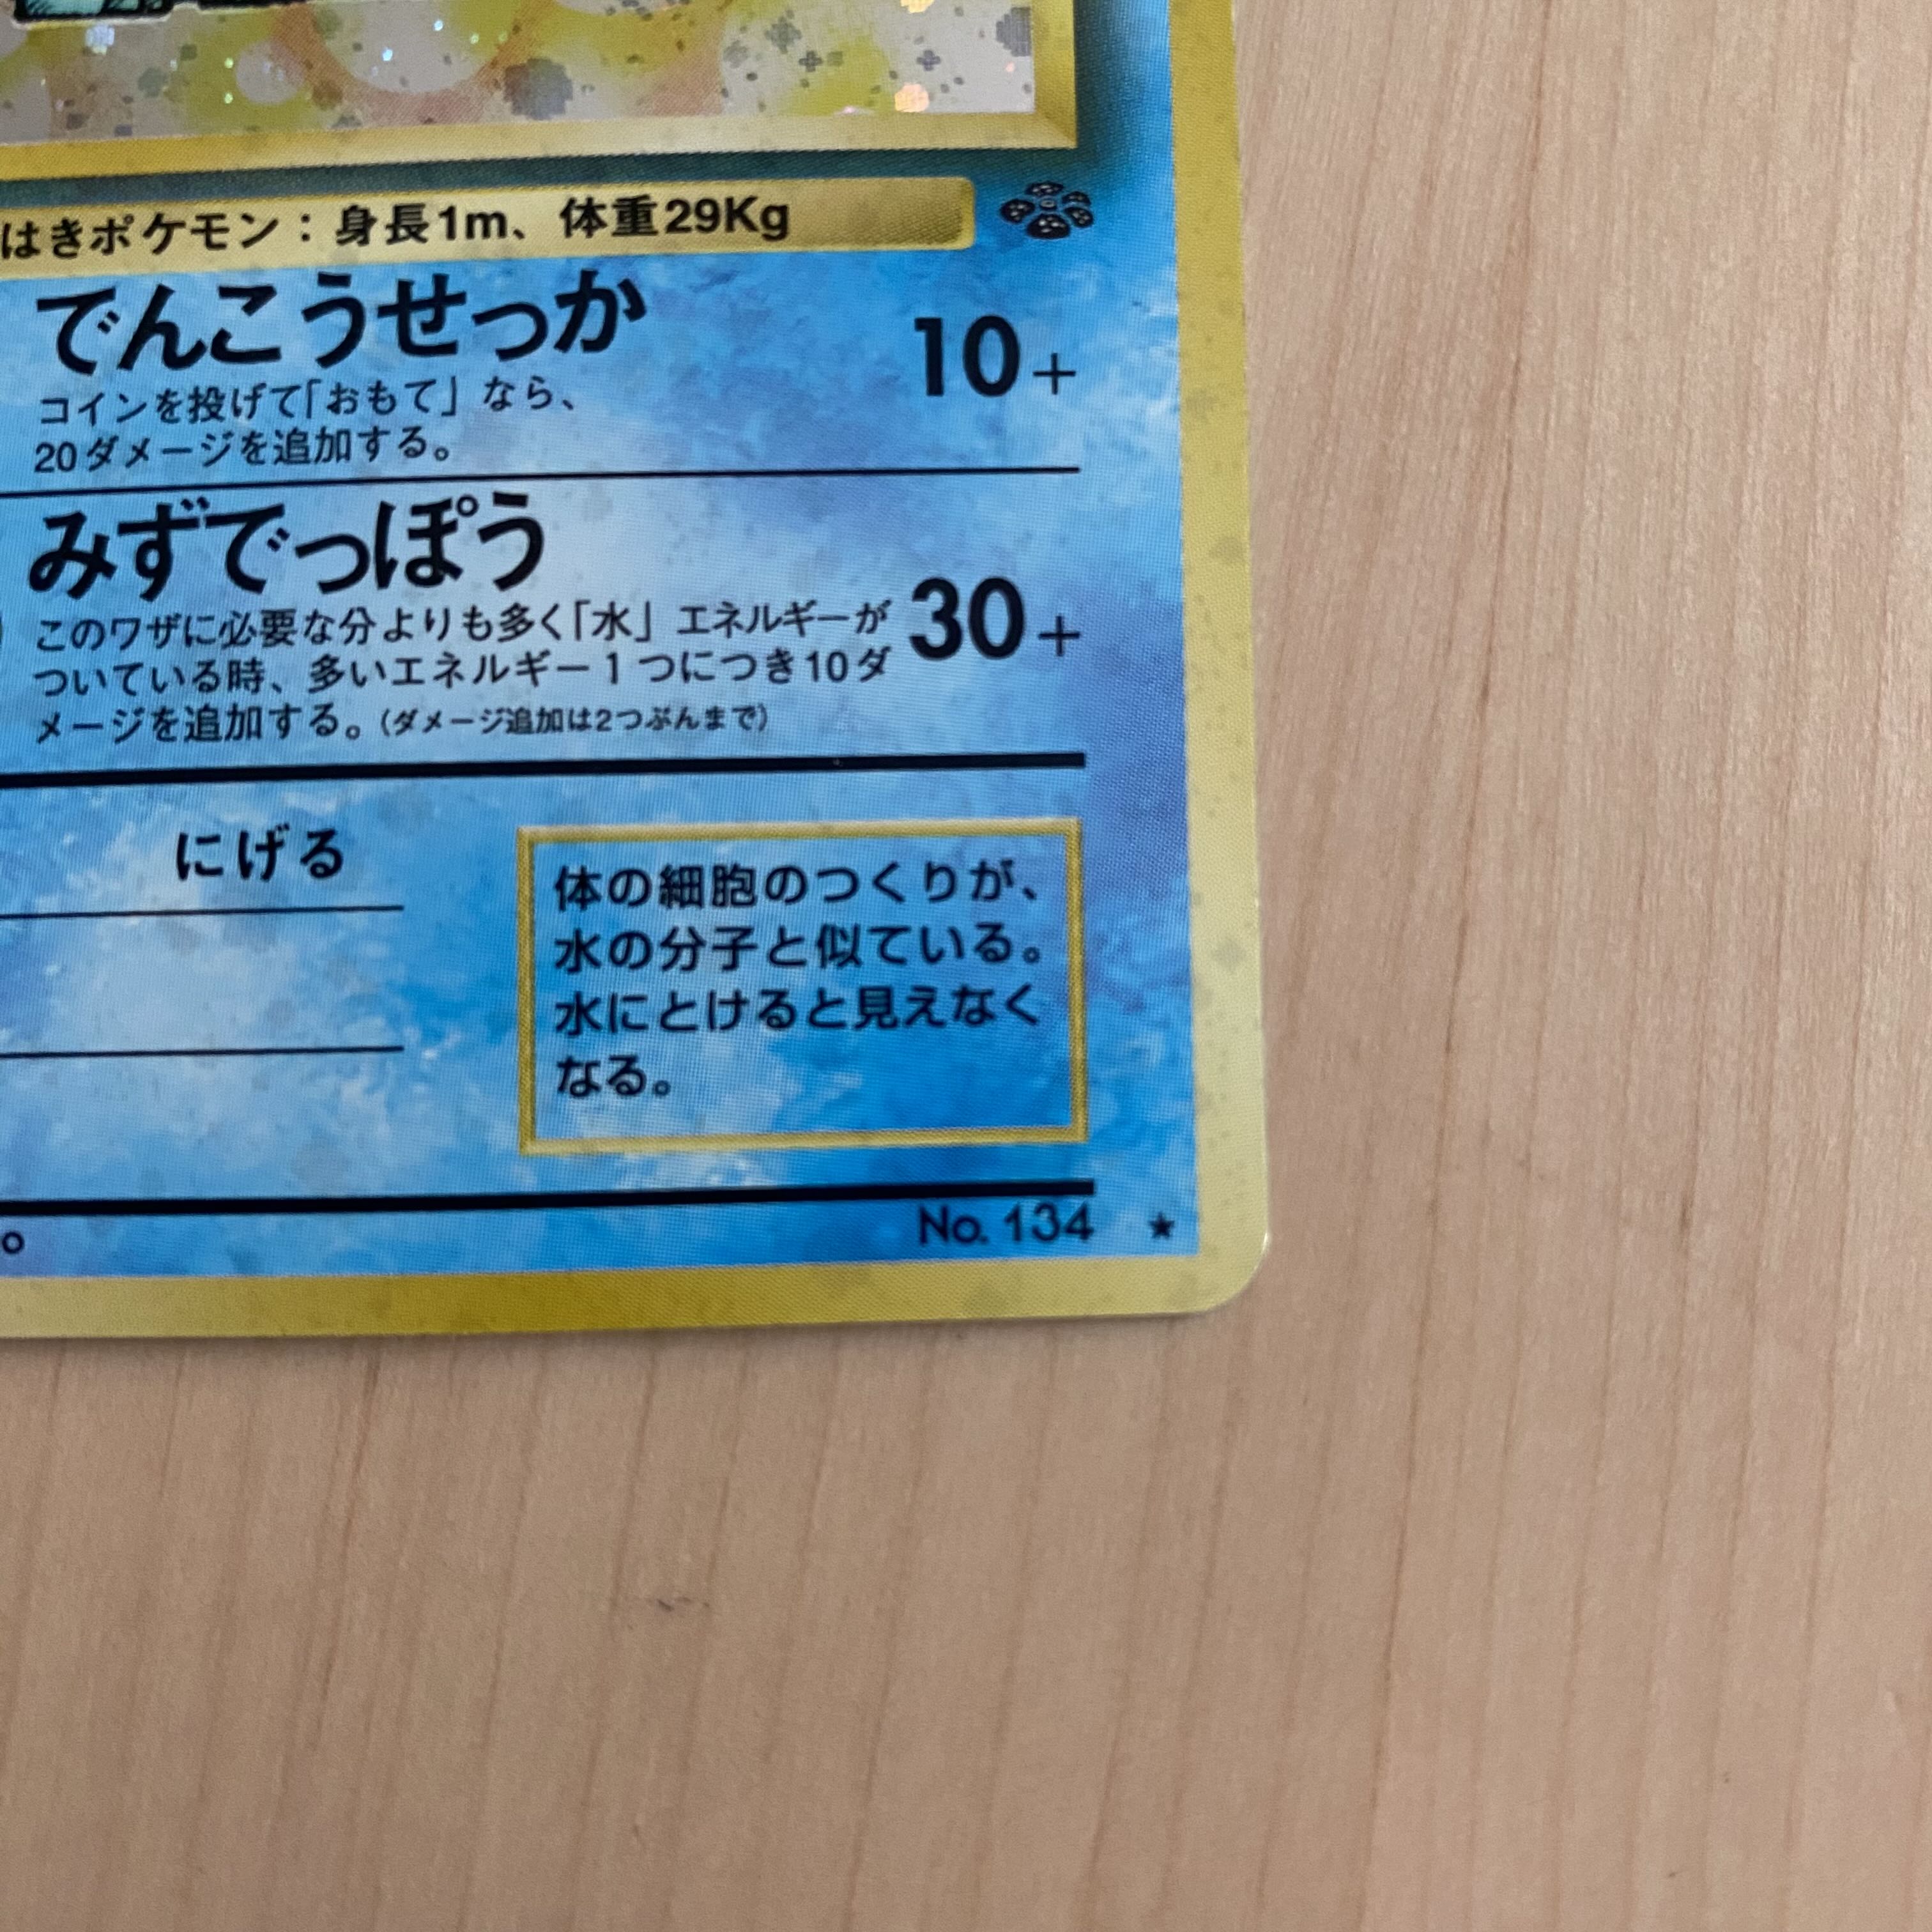 はきポケモン：身長1m、体重29Kg
でんこうせっか
10+
コインを投げて「おもて」なら、
20ダメージを追加する。
みずでっぽう
30+
このワザに必要な分よりも多く「水」エネルギーが
ついている時、多いエネルギー1つにつき10ダ
メージを追加する。(ダメージ追加は2つぶんまで)
にげる
体の細胞のつくりが、
水の分子と似ている。
水にとけると見えなく
なる。
No. 134 ★